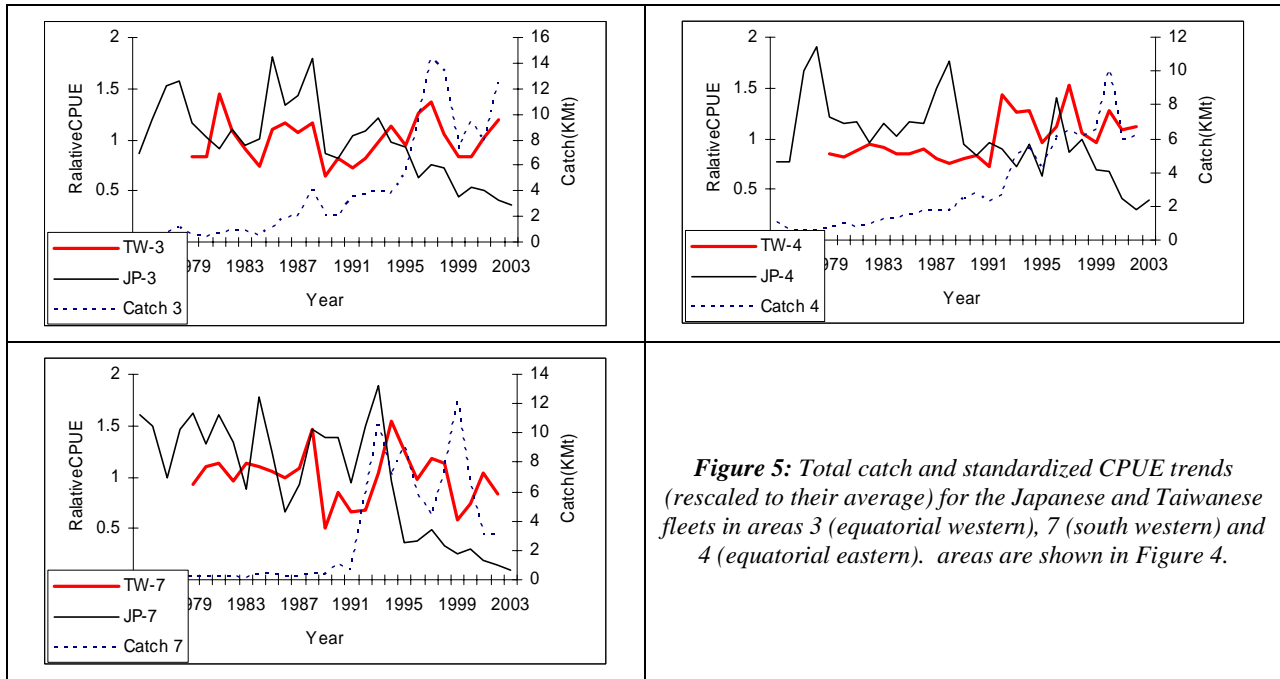 2
1.5
1
0.5
RalativeCPUE
16
14
12
10
8
6
4
2
0
Catch(KMt)
979 1983 1987 1991 1995 1999 2003
Year
TW-3
JP-3
Catch 3
2
1.5
1
0.5
RalativeCPUE
12
10
8
6
4
2
0
Catch(KMt)
979 1983 1987 1991 1995 1999 2003
Year
TW-4
JP-4
Catch 4
2
1.5
1
0.5
RalativeCPUE
14
12
10
8
6
4
2
0
Catch(KMt)
979 1983 1987 1991 1995 1999 2003
Year
TW-7
JP-7
Catch 7
Figure 5: Total catch and standardized CPUE trends
(rescaled to their average) for the Japanese and Taiwanese
fleets in areas 3 (equatorial western), 7 (south western) and
4 (equatorial eastern). areas are shown in Figure 4.